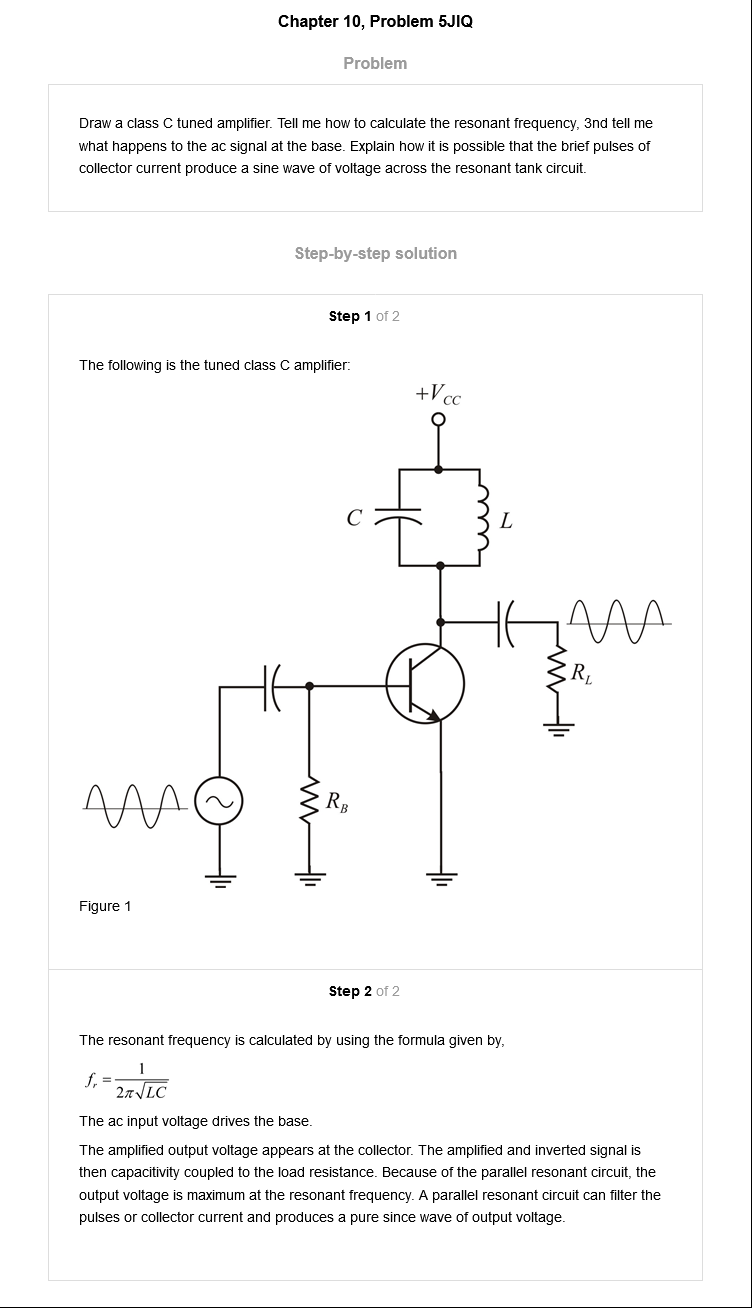 Chapter 10, Problem 5JIQ
Problem
Draw a class C tuned amplifier. Tell me how to calculate the resonant frequency, 3nd tell me
what happens to the ac signal at the base. Explain how it is possible that the brief pulses of
collector current produce a sine wave of voltage across the resonant tank circuit.
Step-by-step solution
Step 1 of 2
The following is the tuned class C amplifier:
+V_CC
C
L
R_L
R_B
Figure 1
Step 2 of 2
The resonant frequency is calculated by using the formula given by,
f_r = 1 / 2π√LC
The ac input voltage drives the base.
The amplified output voltage appears at the collector. The amplified and inverted signal is
then capacitivity coupled to the load resistance. Because of the parallel resonant circuit, the
output voltage is maximum at the resonant frequency. A parallel resonant circuit can filter the
pulses or collector current and produces a pure since wave of output voltage.